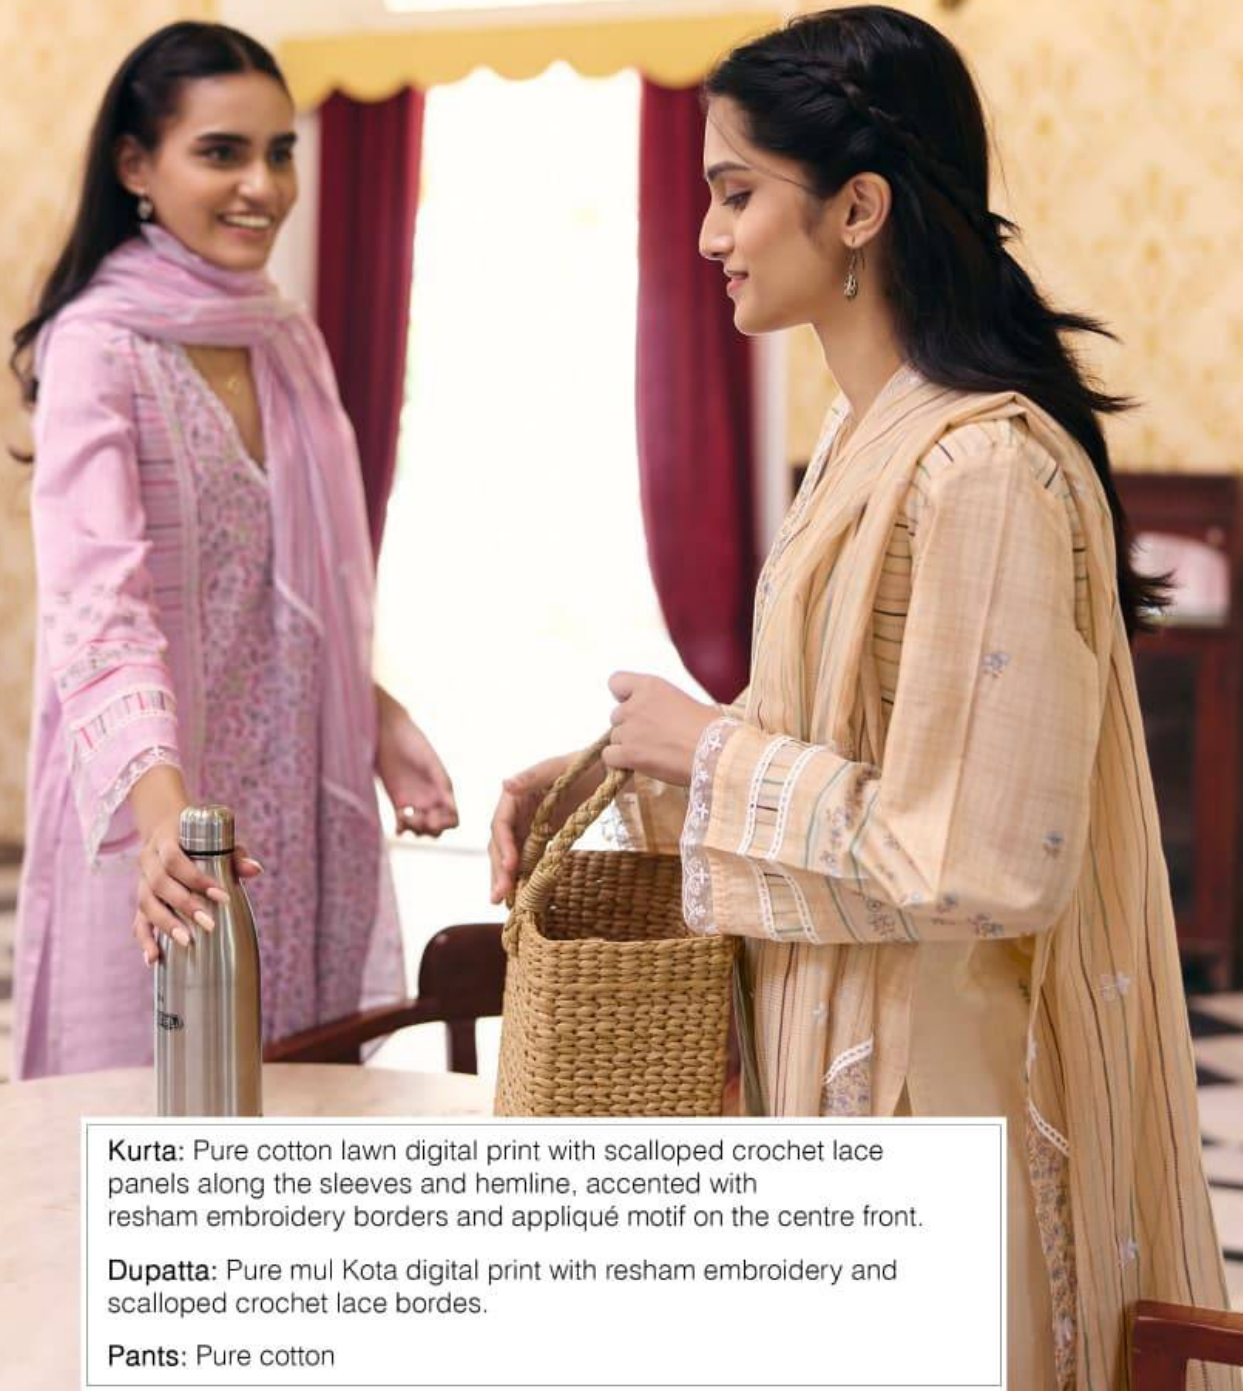 Kurta: Pure cotton lawn digital print with scalloped crochet lace
panels along the sleeves and hemline, accented with
resham embroidery borders and appliqué motif on the centre front.
Dupatta: Pure mul Kota digital print with resham embroidery and
scalloped crochet lace bordes.
Pants: Pure cotton